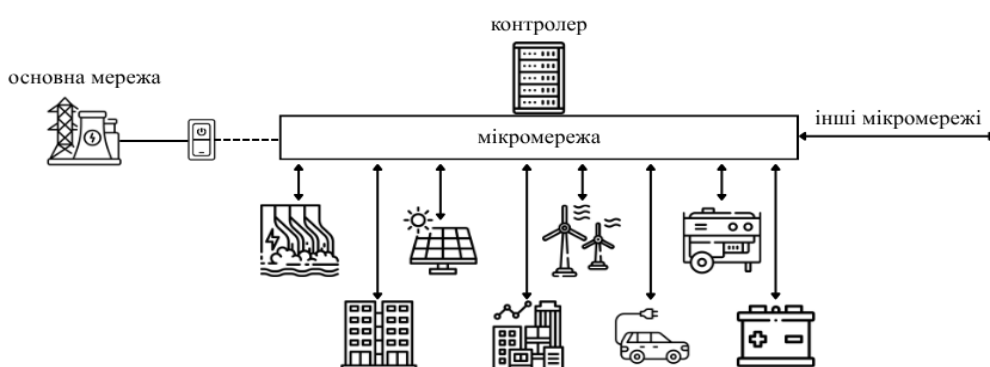 контролер
основна мережа
інші мікромережі
мікромережа